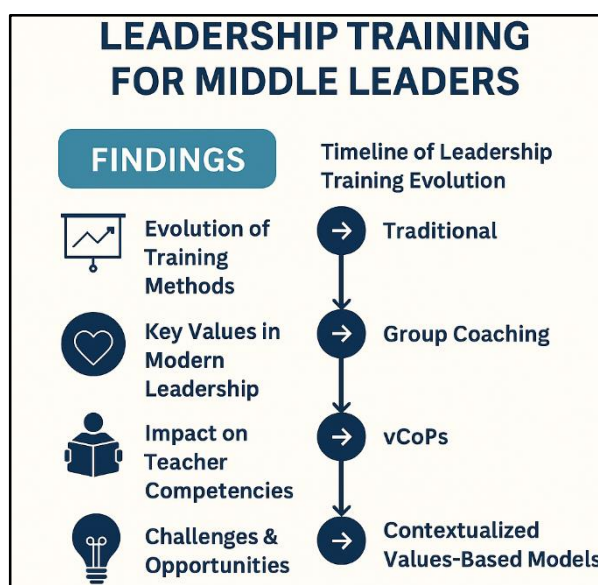 LEADERSHIP TRAINING
FOR MIDDLE LEADERS
FINDINGS
Evolution of
Training
Methods
Key Values in
Modern
Leadership
Impact on
Teacher
Competencies
Challenges &
Opportunities
Timeline of Leadership
Training Evolution
Traditional
Group Coaching
vCoPs
Contextualized
Values-Based Models